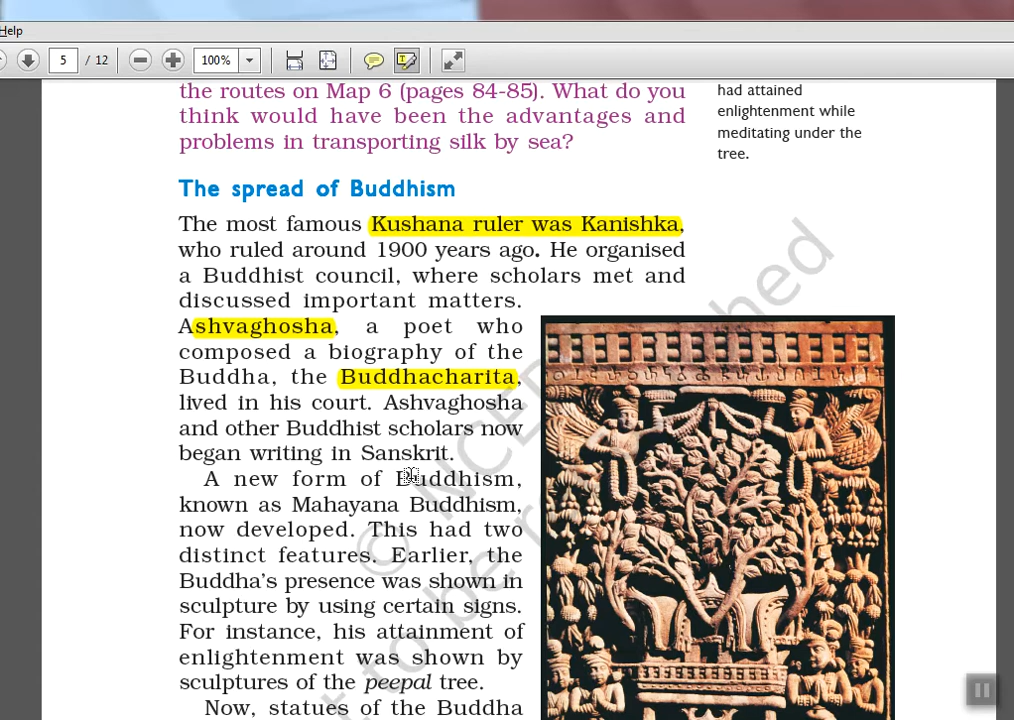 Help
5 / 12 100%
the routes on Map 6 (pages 84-85). What do you
think would have been the advantages and
problems in transporting silk by sea?
had attained
enlightenment while
meditating under the
tree.
The spread of Buddhism
The most famous Kushana ruler was Kanishka,
who ruled around 1900 years ago. He organised
a Buddhist council, where scholars met and
discussed important matters.
Ashvaghosha, a poet who
composed a biography of the
Buddha, the Buddhacharita,
lived in his court. Ashvaghosha
and other Buddhist scholars now
began writing in Sanskrit.
A new form of Buddhism,
known as Mahayana Buddhism,
now developed. This had two
distinct features. Earlier, the
Buddha's presence was shown in
sculpture by using certain signs.
For instance, his attainment of
enlightenment was shown by
sculptures of the peepal tree.
Now, statues of the Buddha
© NCE
hed
t to be r